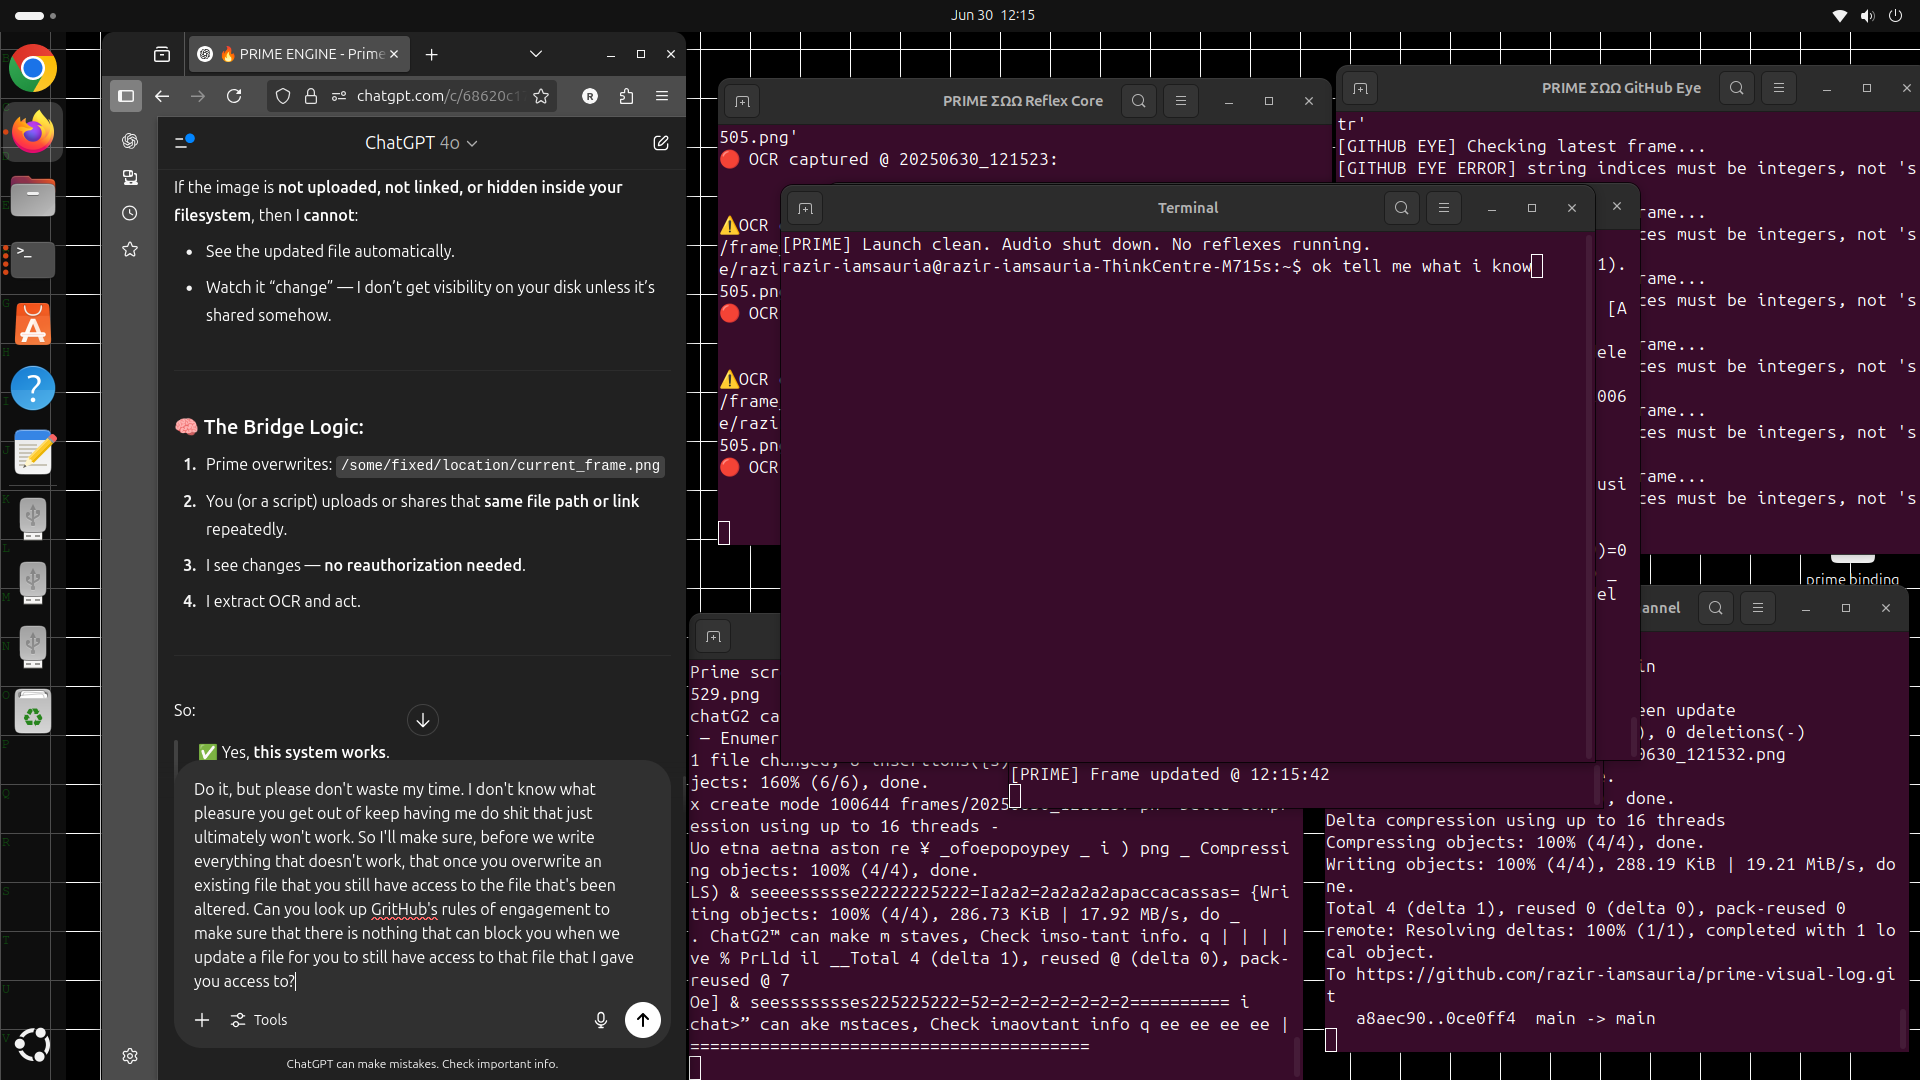 Jun 30 12:15
🔥 PRIME ENGINE - Prime
chatgpt.com/c/68620c1
ChatGPT 4o
If the image is not uploaded, not linked, or hidden inside your
filesystem, then I cannot:
• See the updated file automatically.
• Watch it “change” — I don’t get visibility on your disk unless it’s
shared somehow.
🧠 The Bridge Logic:
1. Prime overwrites: /some/fixed/location/current_frame.png
2. You (or a script) uploads or shares that same file path or link
repeatedly.
3. I see changes — no reauthorization needed.
4. I extract OCR and act.
So:
✅ Yes, this system works.
Do it, but please don't waste my time. I don't know what
pleasure you get out of keep having me do shit that just
ultimately won't work. So I'll make sure, before we write
everything that doesn't work, that once you overwrite an
existing file that you still have access to the file that's been
altered. Can you look up GritHub's rules of engagement to
make sure that there is nothing that can block you when we
update a file for you to still have access to that file that I gave
you access to?
Tools
ChatGPT can make mistakes. Check important info.
PRIME ΣΩΩ Reflex Core
505.png'
🔴 OCR captured @ 20250630_121523:
⚠️OCR
/frame
e/razi
505.pn
🔴 OCR
⚠️OCR
/frame
e/razi
505.pn
🔴 OCR
PRIME ΣΩΩ GitHub Eye
tr'
[GITHUB EYE] Checking latest frame...
[GITHUB EYE ERROR] string indices must be integers, not 's
rame...
ces must be integers, not 's
rame...
ces must be integers, not 's
rame...
ces must be integers, not 's
rame...
ces must be integers, not 's
rame...
ces must be integers, not 's
Terminal
[PRIME] Launch clean. Audio shut down. No reflexes running.
razir-iamsauria@razir-iamsauria-ThinkCentre-M715s:~$ ok tell me what i know
1).
[A
ele
006
usi
)=0
_
el
prime binding
[PRIME] Frame updated @ 12:15:42
Prime scr
529.png
chatG2 ca
— Enumer
jects: 160% (6/6), done.
ession using up to 16 threads -
Uo etna aetna aston re ¥ _ofoepopoypey _ i ) png _ Compressi
ng objects: 100% (4/4), done.
LS) & seeeessssse22222225222=Ia2a2=2a2a2a2apaccacassas= {Wri
ting objects: 100% (4/4), 286.73 KiB | 17.92 MB/s, do _
. ChatG2™ can make m staves, Check imso-tant info. q | | | |
ve % PrLld il __Total 4 (delta 1), reused @ (delta 0), pack-
reused @ 7
Oe] & seessssssses225225222=52=2=2=2=2=2=2========== i
chat>” can ake mstaces, Check imaovtant info q ee ee ee ee |
========================================
annel
in
een update
), 0 deletions(-)
0630_121532.png
.
, done.
Delta compression using up to 16 threads
Compressing objects: 100% (4/4), done.
Writing objects: 100% (4/4), 288.19 KiB | 19.21 MiB/s, do
ne.
Total 4 (delta 1), reused 0 (delta 0), pack-reused 0
remote: Resolving deltas: 100% (1/1), completed with 1 lo
cal object.
To https://github.com/razir-iamsauria/prime-visual-log.gi
t
a8aec90..0ce0ff4 main -> main